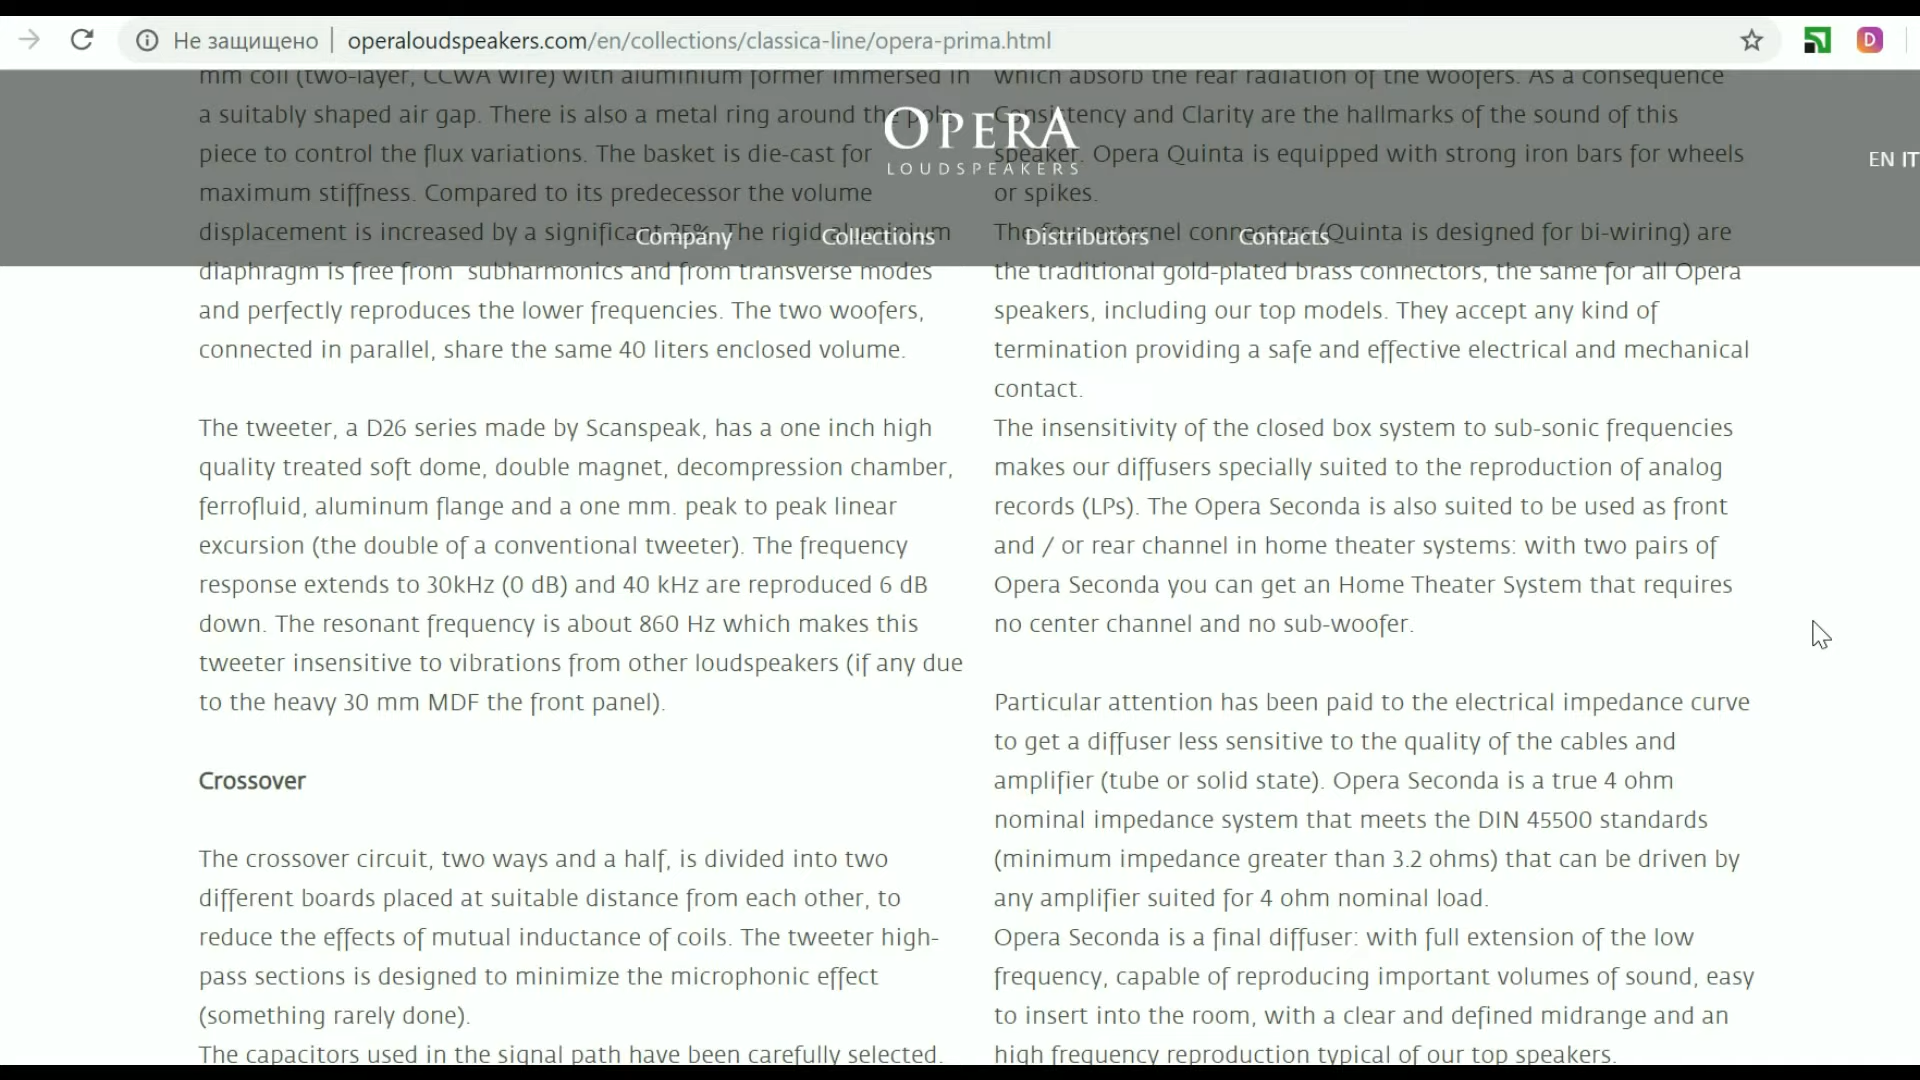 Не защищено operaloudspeakers.com/en/collections/classica-line/opera-prima.html
D
OPERA
LOUDSPEAKERS
EN IT
Company Collections Distributors Contacts
mm coil (two-layer, CCWA wire) with aluminium former immersed in
a suitably shaped air gap. There is also a metal ring around the pole
piece to control the flux variations. The basket is die-cast for
maximum stiffness. Compared to its predecessor the volume
displacement is increased by a significant 25%. The rigid aluminium
diaphragm is free from subharmonics and from transverse modes
and perfectly reproduces the lower frequencies. The two woofers,
connected in parallel, share the same 40 liters enclosed volume.
The tweeter, a D26 series made by Scanspeak, has a one inch high
quality treated soft dome, double magnet, decompression chamber,
ferrofluid, aluminum flange and a one mm. peak to peak linear
excursion (the double of a conventional tweeter). The frequency
response extends to 30kHz (0 dB) and 40 kHz are reproduced 6 dB
down. The resonant frequency is about 860 Hz which makes this
tweeter insensitive to vibrations from other loudspeakers (if any due
to the heavy 30 mm MDF the front panel).
Crossover
The crossover circuit, two ways and a half, is divided into two
different boards placed at suitable distance from each other, to
reduce the effects of mutual inductance of coils. The tweeter high-
pass sections is designed to minimize the microphonic effect
(something rarely done).
The capacitors used in the signal path have been carefully selected.
which absorb the rear radiation of the woofers. As a consequence
Consistency and Clarity are the hallmarks of the sound of this
speaker. Opera Quinta is equipped with strong iron bars for wheels
or spikes.
The four external connectors (Quinta is designed for bi-wiring) are
the traditional gold-plated brass connectors, the same for all Opera
speakers, including our top models. They accept any kind of
termination providing a safe and effective electrical and mechanical
contact.
The insensitivity of the closed box system to sub-sonic frequencies
makes our diffusers specially suited to the reproduction of analog
records (LPs). The Opera Seconda is also suited to be used as front
and / or rear channel in home theater systems: with two pairs of
Opera Seconda you can get an Home Theater System that requires
no center channel and no sub-woofer.
Particular attention has been paid to the electrical impedance curve
to get a diffuser less sensitive to the quality of the cables and
amplifier (tube or solid state). Opera Seconda is a true 4 ohm
nominal impedance system that meets the DIN 45500 standards
(minimum impedance greater than 3.2 ohms) that can be driven by
any amplifier suited for 4 ohm nominal load.
Opera Seconda is a final diffuser: with full extension of the low
frequency, capable of reproducing important volumes of sound, easy
to insert into the room, with a clear and defined midrange and an
high frequency reproduction typical of our top speakers.